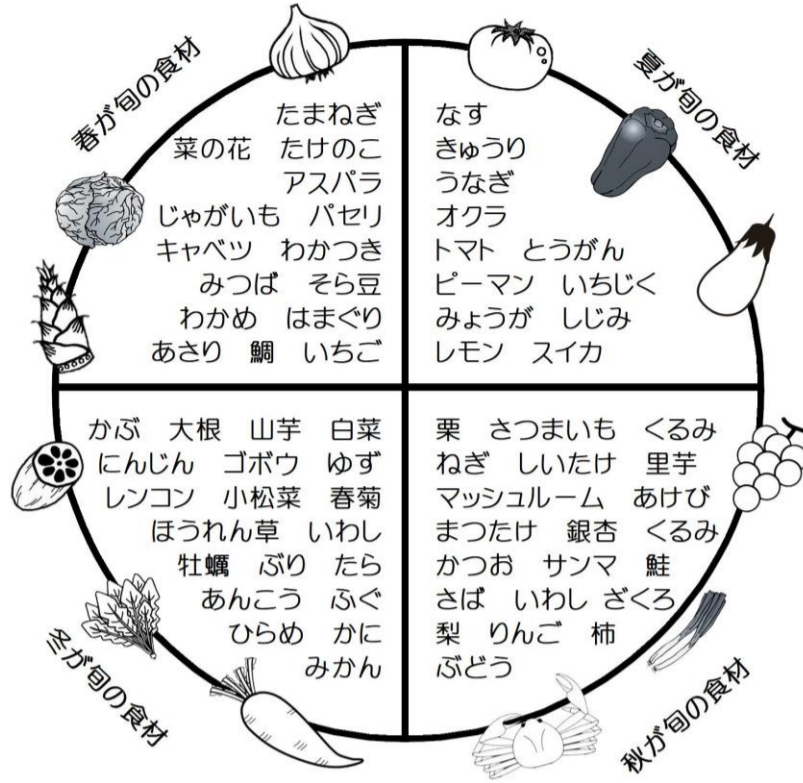 春が旬の食材
たまねぎ
菜の花 たけのこ
アスパラ
じゃがいも パセリ
キャベツ わかつき
みつば そら豆
わかめ はまぐり
あさり 鯛 いちご
夏が旬の食材
なす
きゅうり
うなぎ
オクラ
トマト とうがん
ピーマン いちじく
みょうが しじみ
レモン スイカ
冬が旬の食材
かぶ 大根 山芋 白菜
にんじん ゴボウ ゆず
レンコン 小松菜 春菊
ほうれん草 いわし
牡蠣 ぶり たら
あんこう ふぐ
ひらめ かに
みかん
秋が旬の食材
栗 さつまいも くるみ
ねぎ しいたけ 里芋
マッシュルーム あけび
まつたけ 銀杏 くるみ
かつお サンマ 鮭
さば いわし ざくろ
梨 りんご 柿
ぶどう